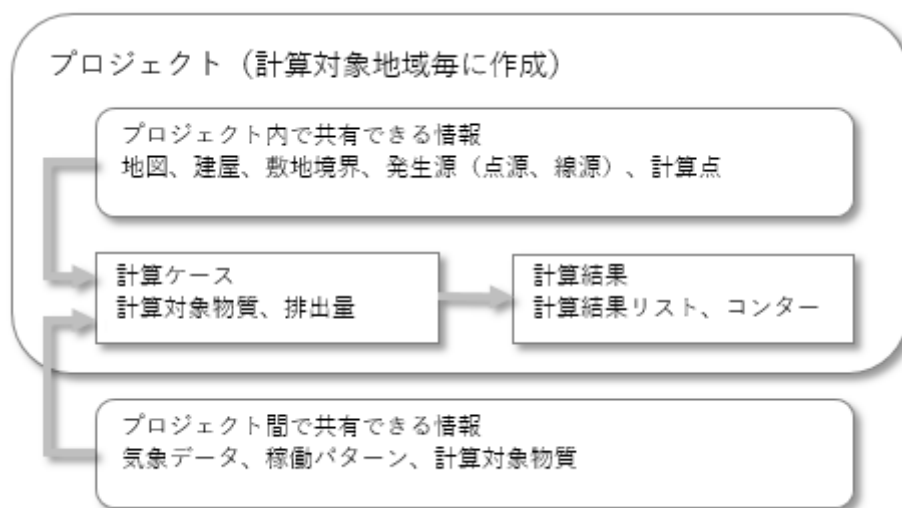 プロジェクト（計算対象地域毎に作成）
プロジェクト内で共有できる情報
地図、建屋、敷地境界、発生源（点源、線源）、計算点
計算ケース
計算対象物質、排出量
計算結果
計算結果リスト、コンター
プロジェクト間で共有できる情報
気象データ、稼働パターン、計算対象物質